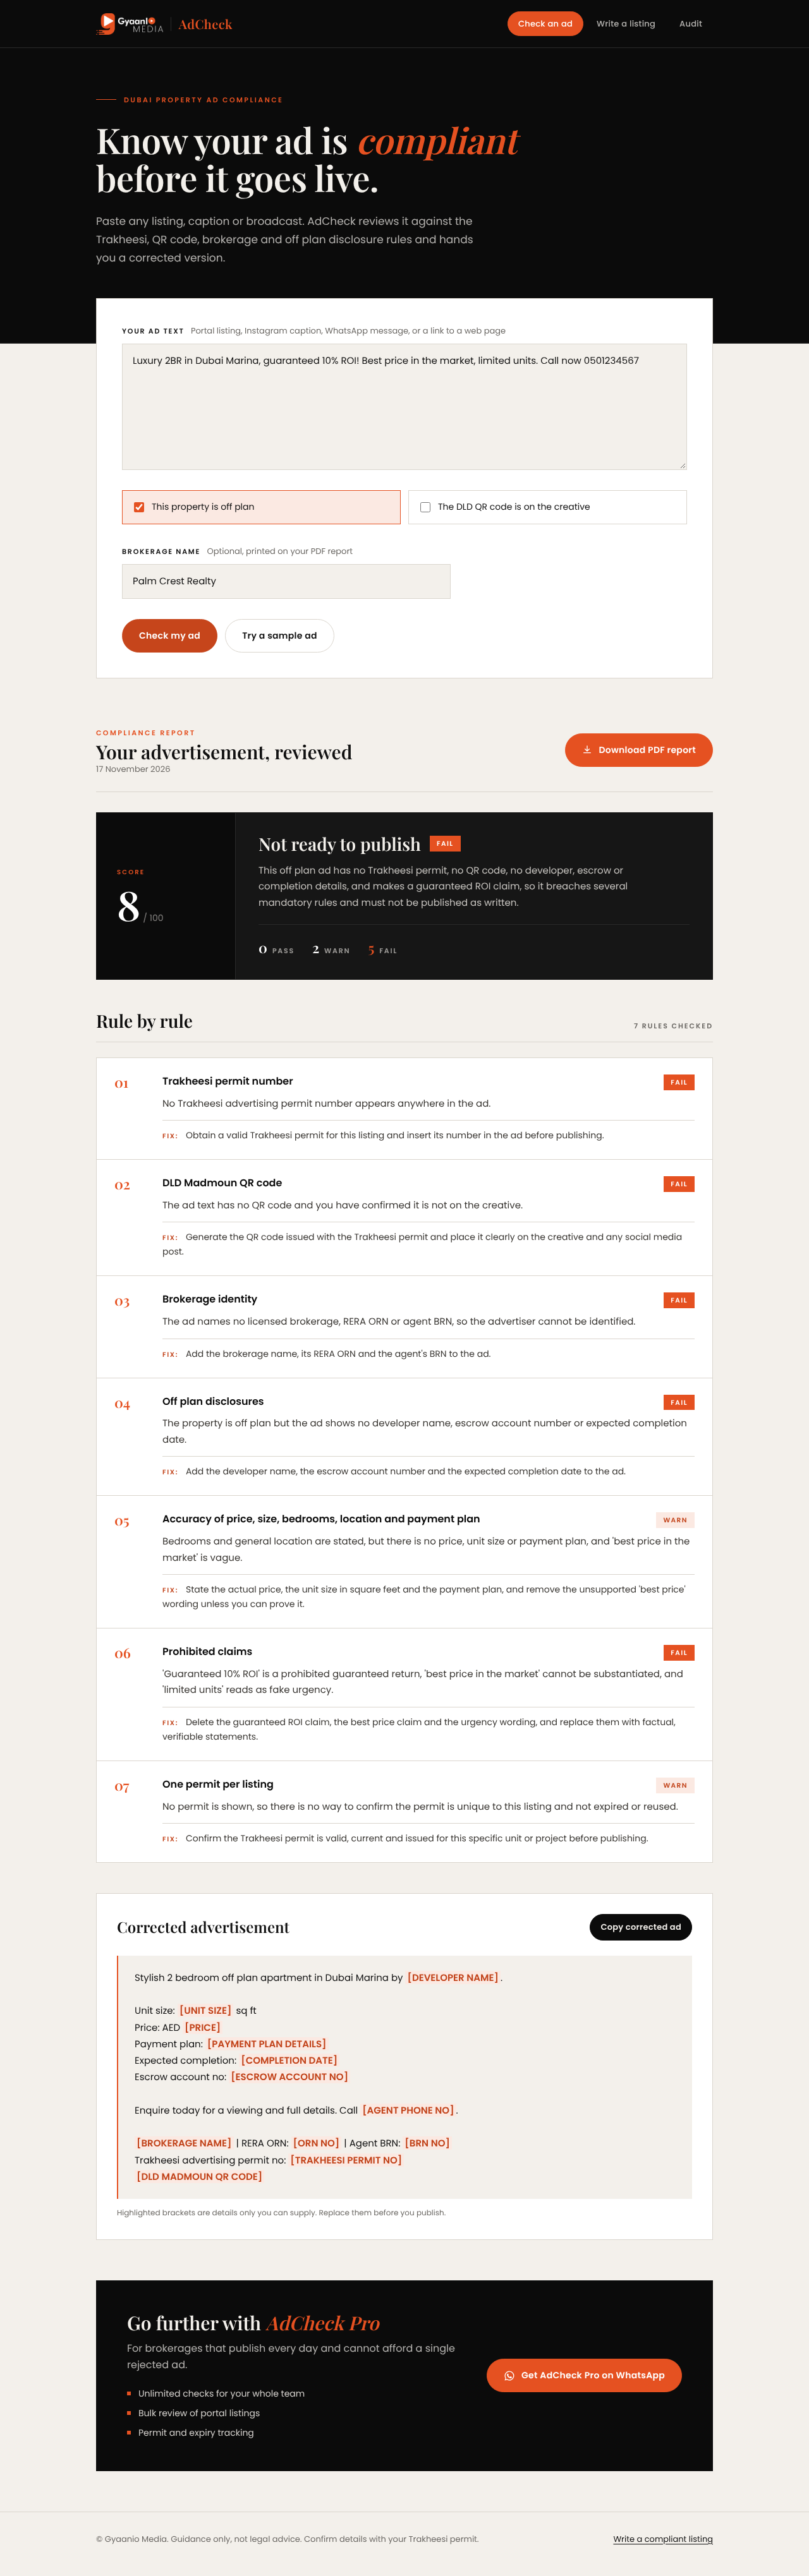 Gyaanio
MEDIA
AdCheck
Check an ad
Write a listing
Audit
DUBAI PROPERTY AD COMPLIANCE
Know your ad is compliant
before it goes live.
Paste any listing, caption or broadcast. AdCheck reviews it against the
Trakheesi, QR code, brokerage and off plan disclosure rules and hands
you a corrected version.
YOUR AD TEXT Portal listing, Instagram caption, WhatsApp message, or a link to a web page
Luxury 2BR in Dubai Marina, guaranteed 10% ROI! Best price in the market, limited units. Call now 0501234567
This property is off plan
The DLD QR code is on the creative
BROKERAGE NAME Optional, printed on your PDF report
Palm Crest Realty
Check my ad
Try a sample ad
COMPLIANCE REPORT
Your advertisement, reviewed
17 November 2026
Download PDF report
SCORE
8 / 100
Not ready to publish FAIL
This off plan ad has no Trakheesi permit, no QR code, no developer, escrow or
completion details, and makes a guaranteed ROI claim, so it breaches several
mandatory rules and must not be published as written.
0 PASS 2 WARN 5 FAIL
Rule by rule
7 RULES CHECKED
01 Trakheesi permit number FAIL
No Trakheesi advertising permit number appears anywhere in the ad.
FIX: Obtain a valid Trakheesi permit for this listing and insert its number in the ad before publishing.
02 DLD Madmoun QR code FAIL
The ad text has no QR code and you have confirmed it is not on the creative.
FIX: Generate the QR code issued with the Trakheesi permit and place it clearly on the creative and any social media
post.
03 Brokerage identity FAIL
The ad names no licensed brokerage, RERA ORN or agent BRN, so the advertiser cannot be identified.
FIX: Add the brokerage name, its RERA ORN and the agent's BRN to the ad.
04 Off plan disclosures FAIL
The property is off plan but the ad shows no developer name, escrow account number or expected completion
date.
FIX: Add the developer name, the escrow account number and the expected completion date to the ad.
05 Accuracy of price, size, bedrooms, location and payment plan WARN
Bedrooms and general location are stated, but there is no price, unit size or payment plan, and 'best price in the
market' is vague.
FIX: State the actual price, the unit size in square feet and the payment plan, and remove the unsupported 'best price'
wording unless you can prove it.
06 Prohibited claims FAIL
'Guaranteed 10% ROI' is a prohibited guaranteed return, 'best price in the market' cannot be substantiated, and
'limited units' reads as fake urgency.
FIX: Delete the guaranteed ROI claim, the best price claim and the urgency wording, and replace them with factual,
verifiable statements.
07 One permit per listing WARN
No permit is shown, so there is no way to confirm the permit is unique to this listing and not expired or reused.
FIX: Confirm the Trakheesi permit is valid, current and issued for this specific unit or project before publishing.
Corrected advertisement
Copy corrected ad
Stylish 2 bedroom off plan apartment in Dubai Marina by [DEVELOPER NAME].
Unit size: [UNIT SIZE] sq ft
Price: AED [PRICE]
Payment plan: [PAYMENT PLAN DETAILS]
Expected completion: [COMPLETION DATE]
Escrow account no: [ESCROW ACCOUNT NO]
Enquire today for a viewing and full details. Call [AGENT PHONE NO].
[BROKERAGE NAME] | RERA ORN: [ORN NO] | Agent BRN: [BRN NO]
Trakheesi advertising permit no: [TRAKHEESI PERMIT NO]
[DLD MADMOUN QR CODE]
Highlighted brackets are details only you can supply. Replace them before you publish.
Go further with AdCheck Pro
For brokerages that publish every day and cannot afford a single
rejected ad.
Unlimited checks for your whole team
Bulk review of portal listings
Permit and expiry tracking
Get AdCheck Pro on WhatsApp
© Gyaanio Media. Guidance only, not legal advice. Confirm details with your Trakheesi permit.
Write a compliant listing